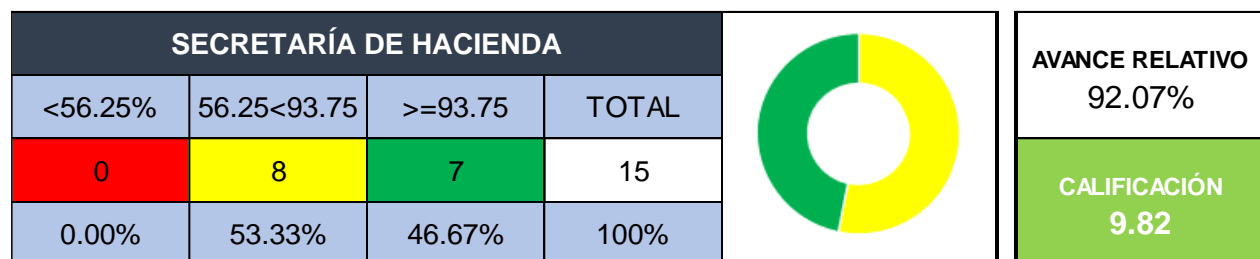 SECRETARÍA DE HACIENDA
<56.25% 56.25<93.75 >=93.75 TOTAL
0 8 7 15
0.00% 53.33% 46.67% 100%
AVANCE RELATIVO
92.07%
CALIFICACIÓN
9.82